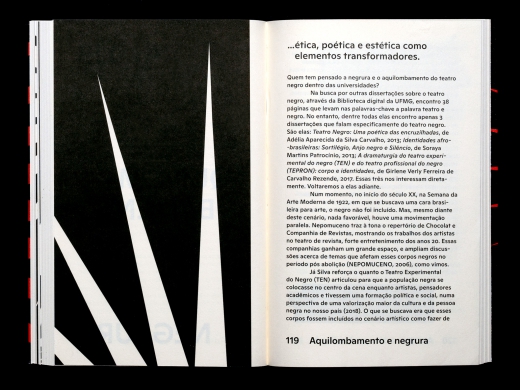 ...ética, poética e estética como
elementos transformadores.
Quem tem pensado a negrura e o aquilombamento do teatro
negro dentro das universidades?
Na busca por outras dissertações sobre o teatro
negro, através da Biblioteca digital da UFMG, encontro 38
páginas que levam nas palavras-chave a palavra teatro e
negro. No entanto, dentre todas elas encontro apenas 3
dissertações que falam especificamente do teatro negro.
São elas: Teatro Negro: Uma poética das encruzilhadas, de
Adélia Aparecida da Silva Carvalho, 2013; Identidades afro-
-brasileiras: Sortilégio, Anjo negro e Silêncio, de Soraya
Martins Patrocínio, 2013; A dramaturgia do teatro experi-
mental do negro (TEN) e do teatro profissional do negro
(TEPRON): corpo e identidades, de Girlene Verly Ferreira de
Carvalho Rezende, 2017. Essas três nos interessam direta-
mente. Voltaremos a elas adiante.
Num momento, no início do século XX, na Semana da
Arte Moderna de 1922, em que se buscava uma cara brasi-
leira para arte, o negro não foi incluído. Mas, mesmo diante
deste cenário, nada favorável, houve uma movimentação
paralela. Nepomuceno traz à tona o repertório de Chocolat e
Companhia de Revistas, mostrando os trabalhos dos artistas
no teatro de revista, forte entretenimento dos anos 20. Essas
companhias ganham um grande espaço, e ampliam discus-
sões acerca de temas que afetam esses corpos negros no
período pós abolição (NEPOMUCENO, 2006), como vimos.
Já Silva reforça o quanto o Teatro Experimental
do Negro (TEN) articulou para que a população negra se
colocasse no centro da cena enquanto artistas, pensadores
acadêmicos e tivessem uma formação política e social, numa
perspectiva de uma valorização maior da cultura e da pessoa
negra no nosso país (2018). O que se buscava era que esses
corpos fossem incluídos no cenário artístico como fazer de
119 Aquilombamento e negrura